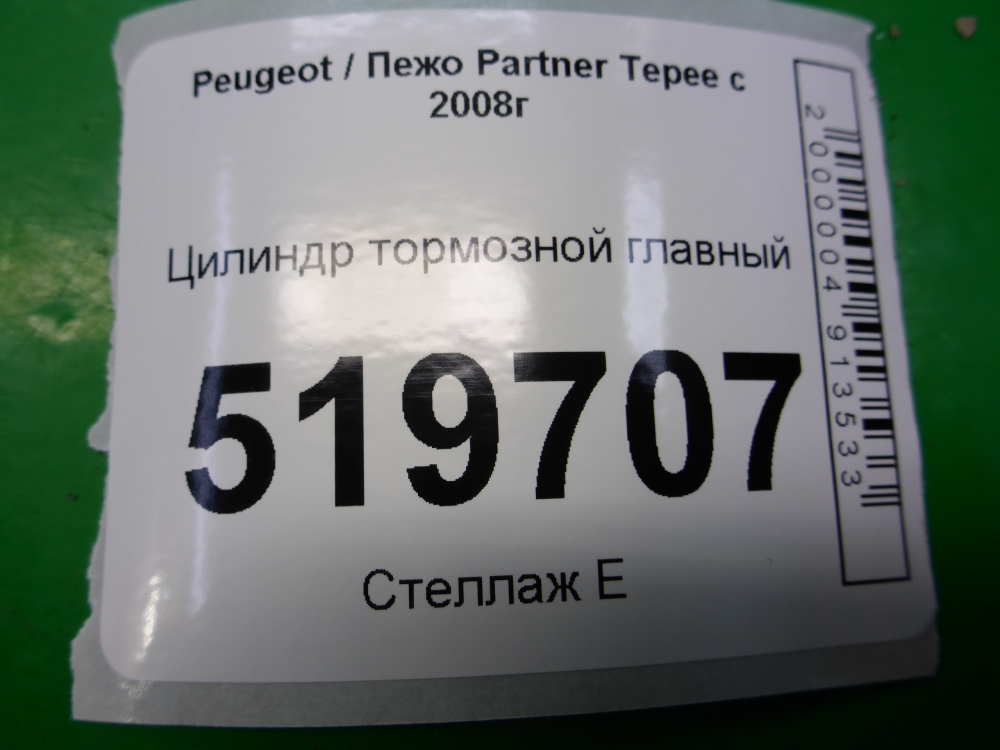 Peugeot / Пежо Partner Tepee с
2008г
Цилиндр тормозной главный
519707
Стеллаж E
2000004913533